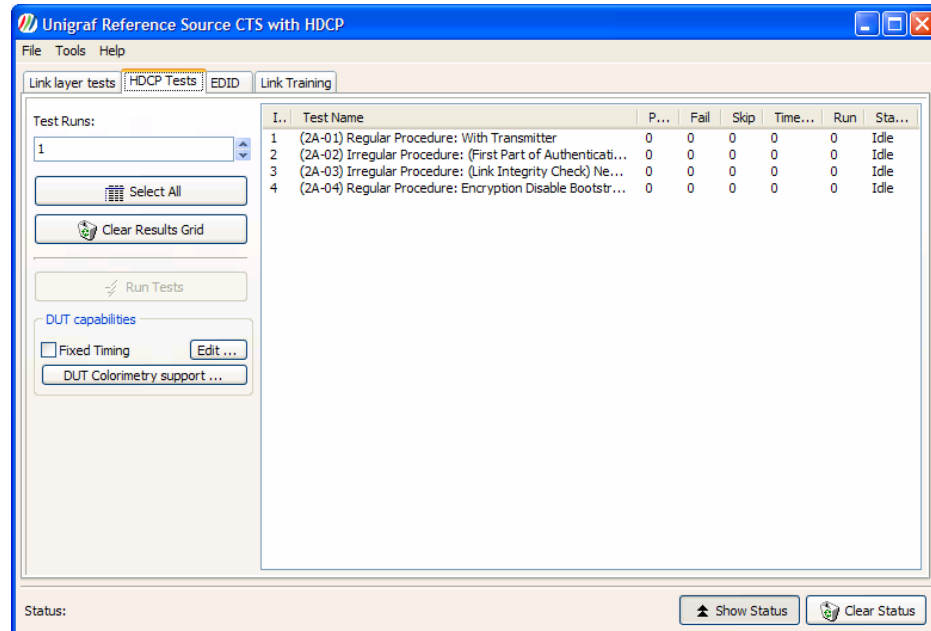 Unigraf Reference Source CTS with HDCP
File Tools Help
Link layer tests HDCP Tests EDID Link Training
Test Runs:
1
Select All
Clear Results Grid
Run Tests
DUT capabilities
Fixed Timing Edit ...
DUT Colorimetry support ...
I.. Test Name P... Fail Skip Time... Run Sta...
1 (2A-01) Regular Procedure: With Transmitter 0 0 0 0 0 Idle
2 (2A-02) Irregular Procedure: (First Part of Authenticati... 0 0 0 0 0 Idle
3 (2A-03) Irregular Procedure: (Link Integrity Check) Ne... 0 0 0 0 0 Idle
4 (2A-04) Regular Procedure: Encryption Disable Bootstr... 0 0 0 0 0 Idle
Status: Show Status Clear Status